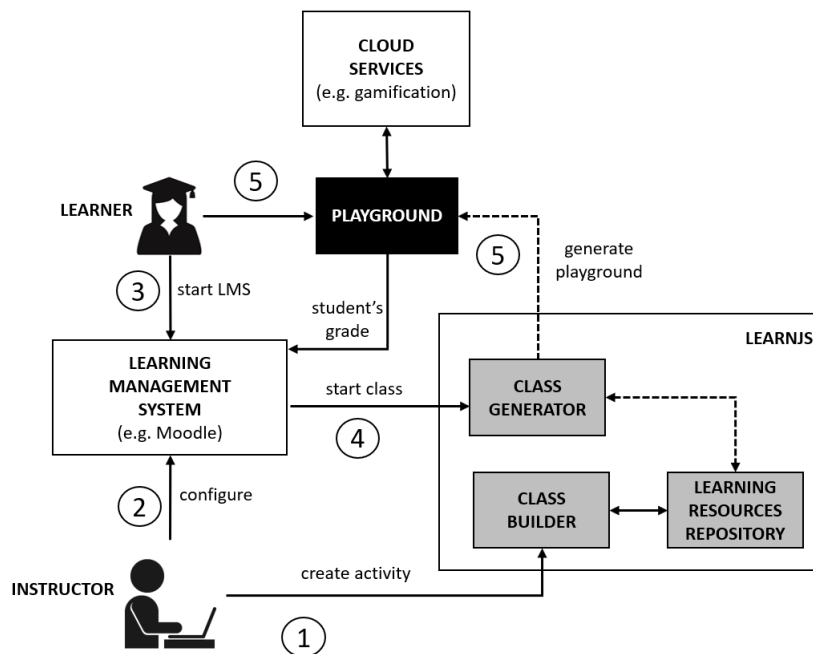 CLOUD
SERVICES
(e.g. gamification)
5
LEARNER
PLAYGROUND
5
generate
playground
3
start LMS
student's
grade
LEARNJS
LEARNING
MANAGEMENT
SYSTEM
(e.g. Moodle)
start class
4
CLASS
GENERATOR
2
configure
CLASS
BUILDER
LEARNING
RESOURCES
REPOSITORY
INSTRUCTOR
create activity
1